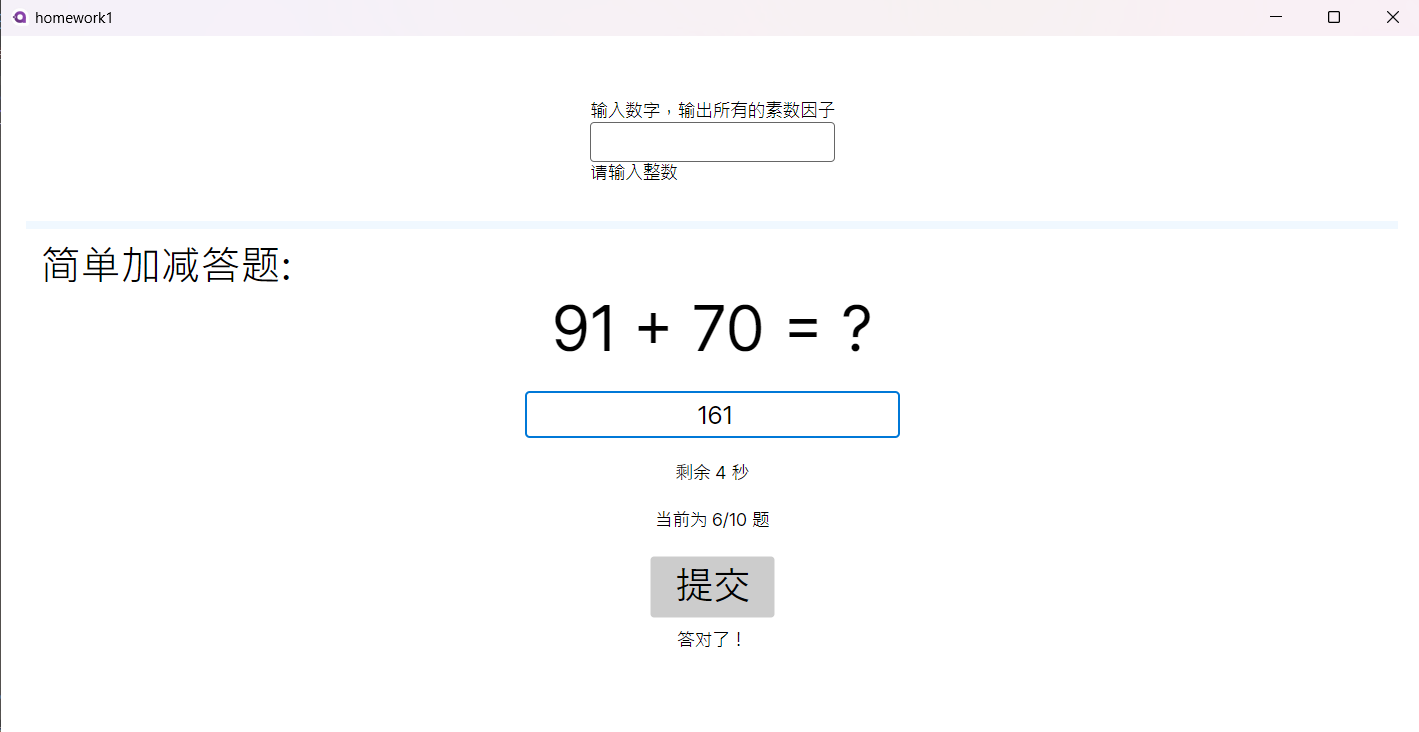 homework1
输入数字，输出所有的素数因子
请输入整数
简单加减答题:
91 + 70 = ?
161
剩余 4 秒
当前为 6/10 题
提交
答对了！